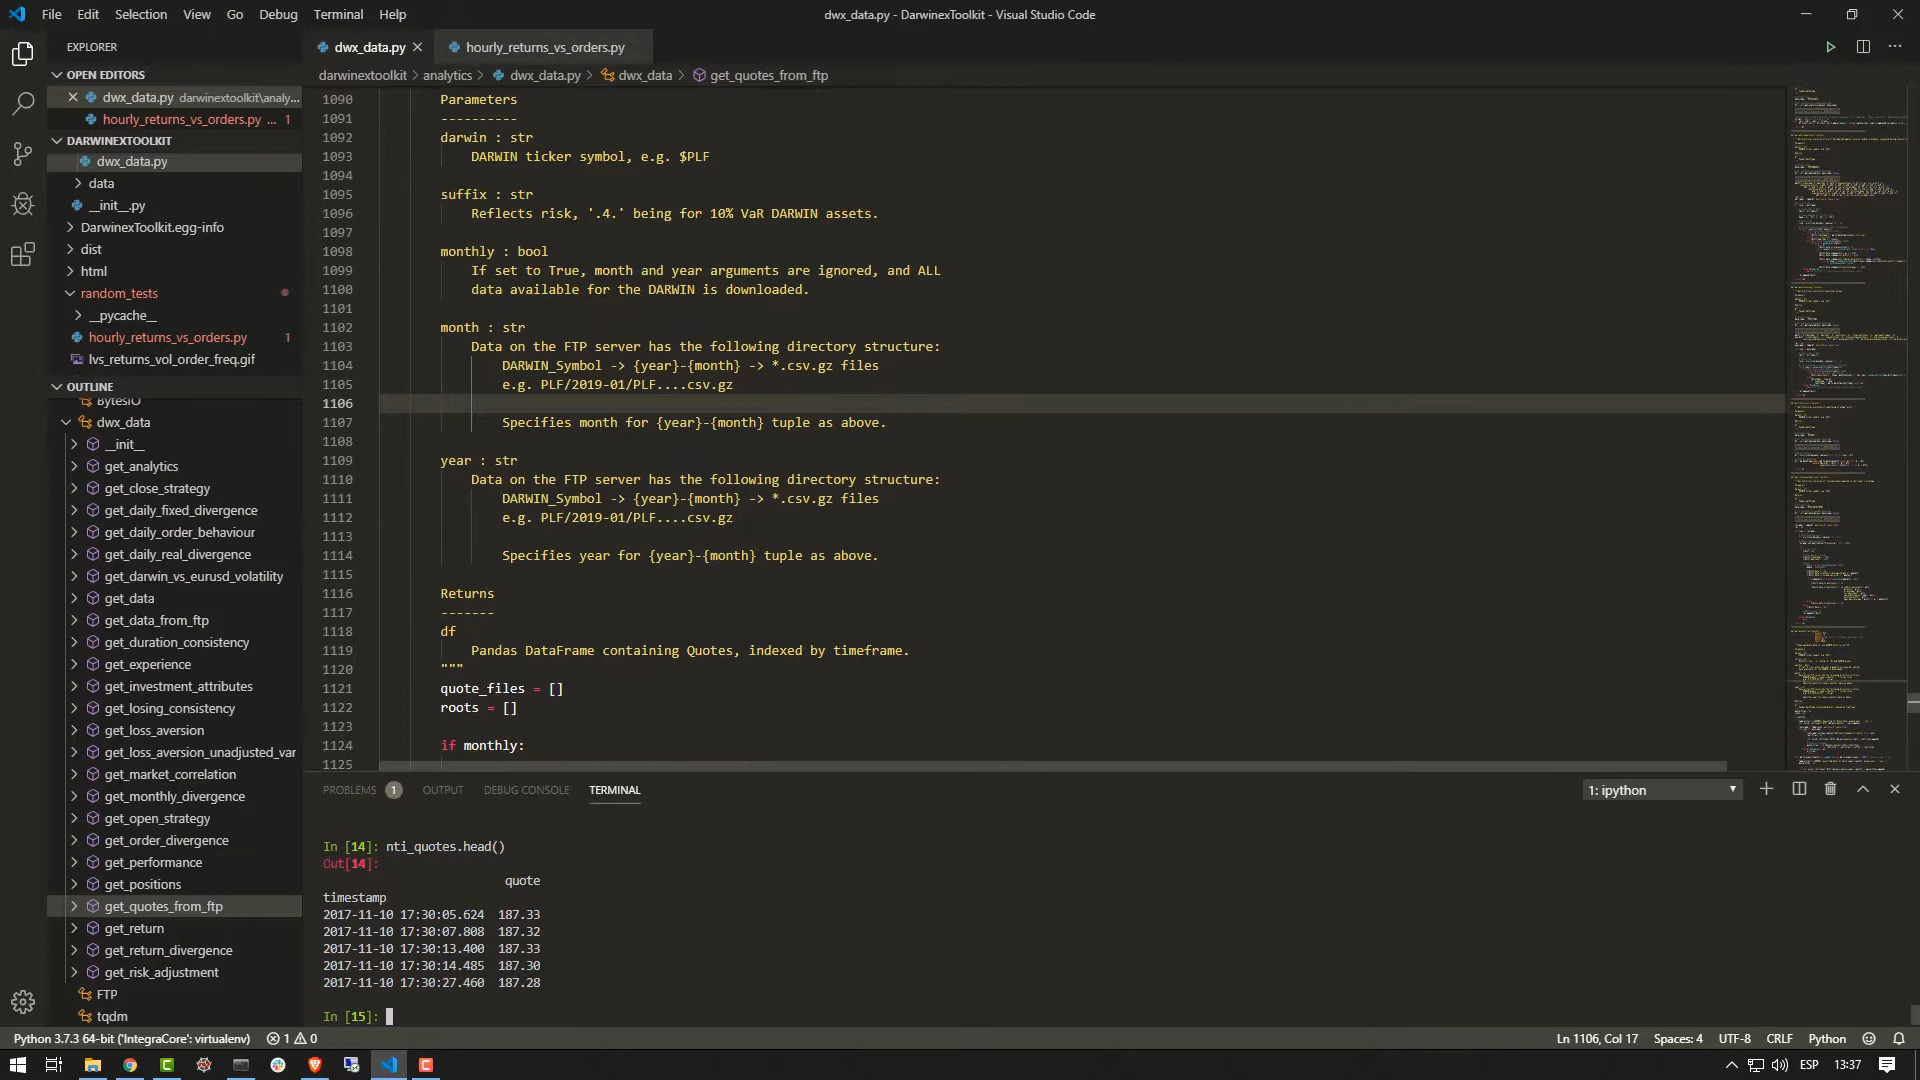 File Edit Selection View Go Debug Terminal Help
dwx_data.py - DarwinexToolkit - Visual Studio Code
EXPLORER
OPEN EDITORS
dwx_data.py darwinextoolkit\analy...
hourly_returns_vs_orders.py ... 1
DARWINEXTOOLKIT
dwx_data.py
data
__init__.py
DarwinexToolkit.egg-info
dist
html
random_tests
__pycache__
hourly_returns_vs_orders.py 1
lvs_returns_vol_order_freq.gif
OUTLINE
BytesIO
dwx_data
__init__
get_analytics
get_close_strategy
get_daily_fixed_divergence
get_daily_order_behaviour
get_daily_real_divergence
get_darwin_vs_eurusd_volatility
get_data
get_data_from_ftp
get_duration_consistency
get_experience
get_investment_attributes
get_losing_consistency
get_loss_aversion
get_loss_aversion_unadjusted_var
get_market_correlation
get_monthly_divergence
get_open_strategy
get_order_divergence
get_performance
get_positions
get_quotes_from_ftp
get_return
get_return_divergence
get_risk_adjustment
FTP
tqdm
dwx_data.py hourly_returns_vs_orders.py
darwinextoolkit > analytics > dwx_data.py > dwx_data > get_quotes_from_ftp
1090 Parameters
1091 ----------
1092 darwin : str
1093 DARWIN ticker symbol, e.g. $PLF
1094
1095 suffix : str
1096 Reflects risk, '.4.' being for 10% VaR DARWIN assets.
1097
1098 monthly : bool
1099 If set to True, month and year arguments are ignored, and ALL
1100 data available for the DARWIN is downloaded.
1101
1102 month : str
1103 Data on the FTP server has the following directory structure:
1104 DARWIN_Symbol -> {year}-{month} -> *.csv.gz files
1105 e.g. PLF/2019-01/PLF....csv.gz
1106
1107 Specifies month for {year}-{month} tuple as above.
1108
1109 year : str
1110 Data on the FTP server has the following directory structure:
1111 DARWIN_Symbol -> {year}-{month} -> *.csv.gz files
1112 e.g. PLF/2019-01/PLF....csv.gz
1113
1114 Specifies year for {year}-{month} tuple as above.
1115
1116 Returns
1117 -------
1118 df
1119 Pandas DataFrame containing Quotes, indexed by timeframe.
1120 """
1121 quote_files = []
1122 roots = []
1123
1124 if monthly:
1125
PROBLEMS 1 OUTPUT DEBUG CONSOLE TERMINAL
1: ipython
In [14]: nti_quotes.head()
Out[14]:
quote
timestamp
2017-11-10 17:30:05.624 187.33
2017-11-10 17:30:07.808 187.32
2017-11-10 17:30:13.400 187.33
2017-11-10 17:30:14.485 187.30
2017-11-10 17:30:27.460 187.28
In [15]:
Python 3.7.3 64-bit ('IntegraCore': virtualenv) 1 0
Ln 1106, Col 17 Spaces: 4 UTF-8 CRLF Python
ESP 13:37